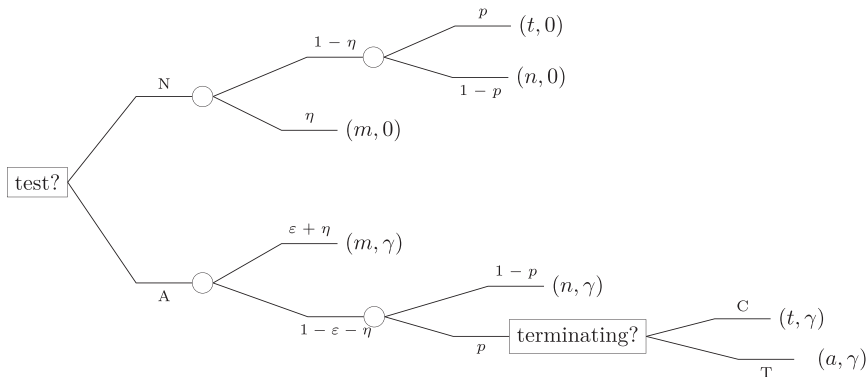 p
(t, 0)
1 − η
(n, 0)
1 − p
N
η
(m, 0)
test?
ε + η
(m, γ)
A
1 − p
(n, γ)
1 − ε − η
p
terminating?
C
(t, γ)
T
(a, γ)